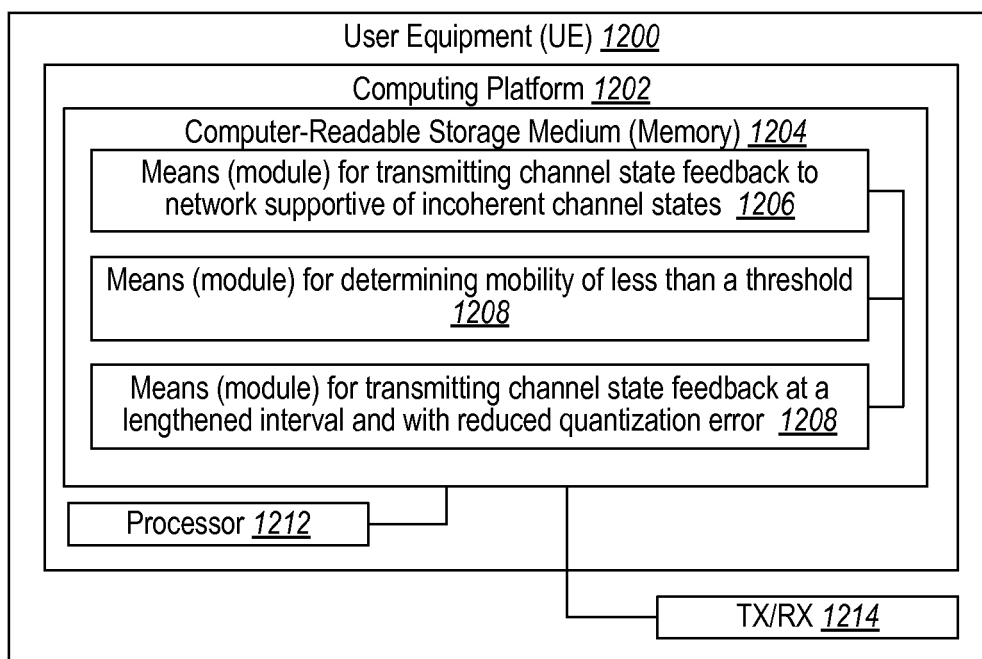 User Equipment (UE) 1200
Computing Platform 1202
Computer-Readable Storage Medium (Memory) 1204
Means (module) for transmitting channel state feedback to
network supportive of incoherent channel states 1206
Means (module) for determining mobility of less than a threshold
1208
Means (module) for transmitting channel state feedback at a
lengthened interval and with reduced quantization error 1208
Processor 1212
TX/RX 1214